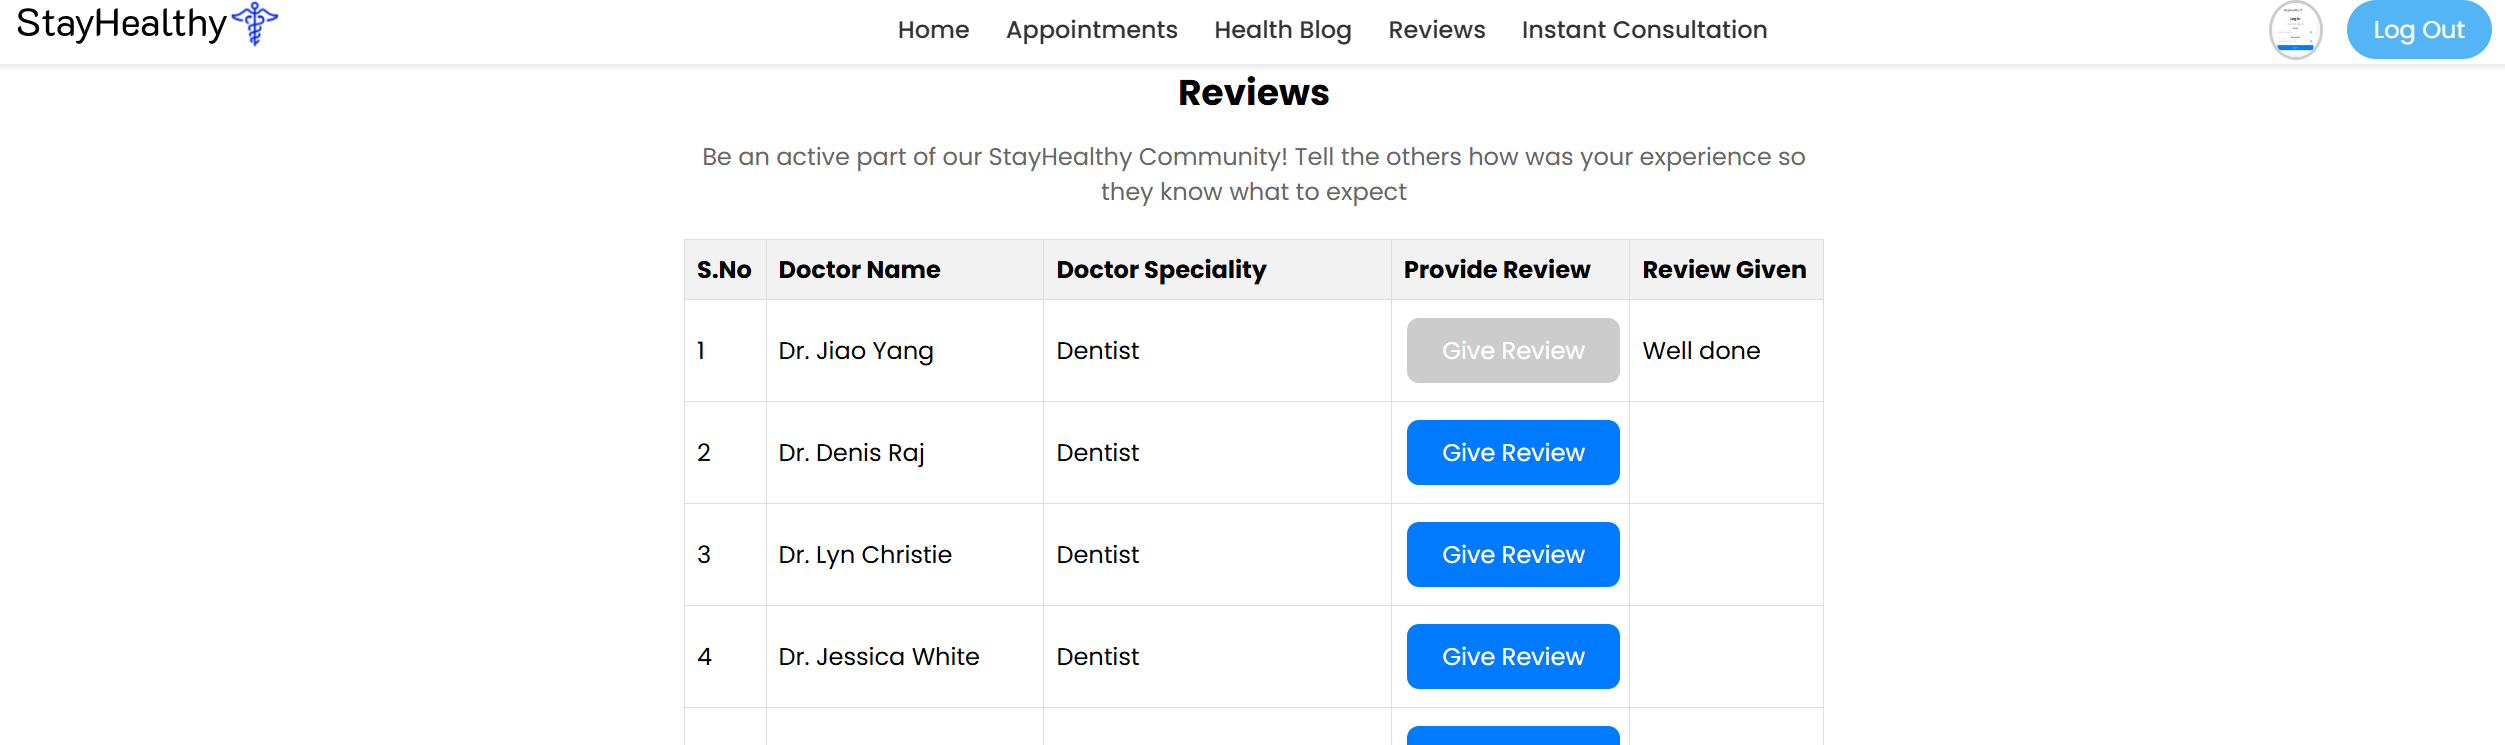 StayHealthy
Home Appointments Health Blog Reviews Instant Consultation
Log Out
Reviews
Be an active part of our StayHealthy Community! Tell the others how was your experience so
they know what to expect
S.No Doctor Name Doctor Speciality Provide Review Review Given
1 Dr. Jiao Yang Dentist Give Review Well done
2 Dr. Denis Raj Dentist Give Review
3 Dr. Lyn Christie Dentist Give Review
4 Dr. Jessica White Dentist Give Review